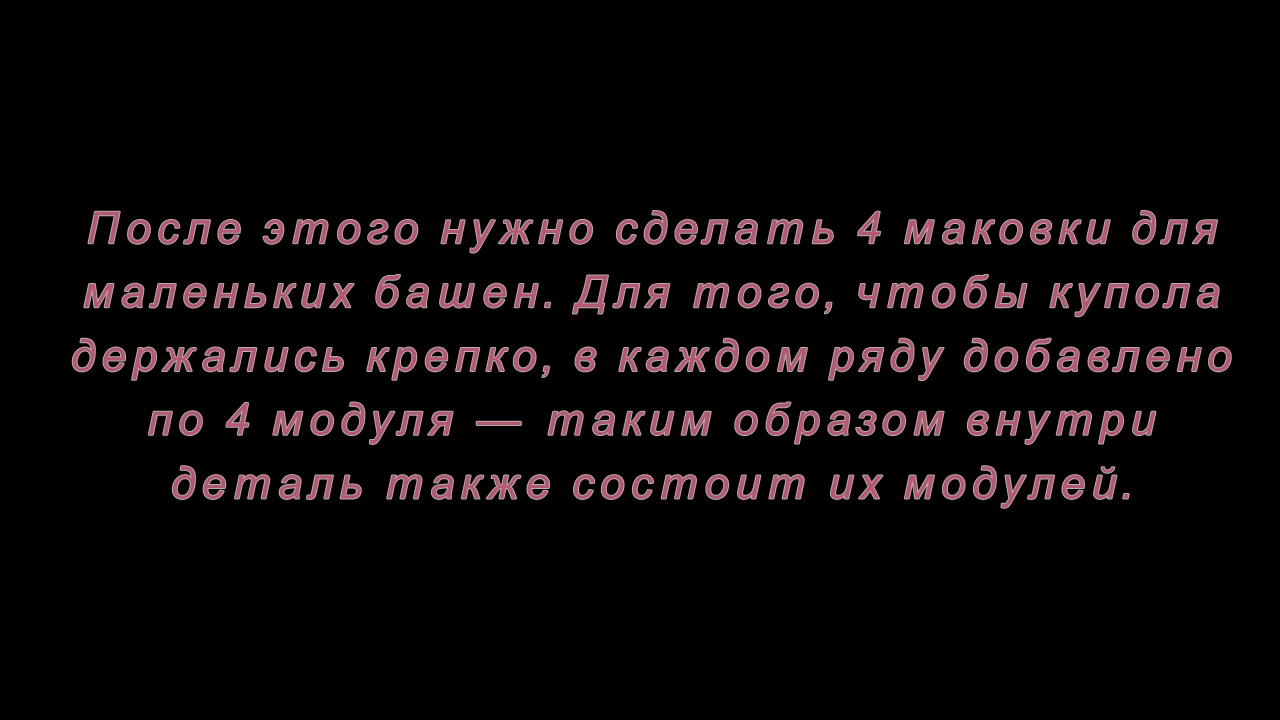 После этого нужно сделать 4 маковки для
маленьких башен. Для того, чтобы купола
держались крепко, в каждом ряду добавлено
по 4 модуля — таким образом внутри
деталь также состоит их модулей.